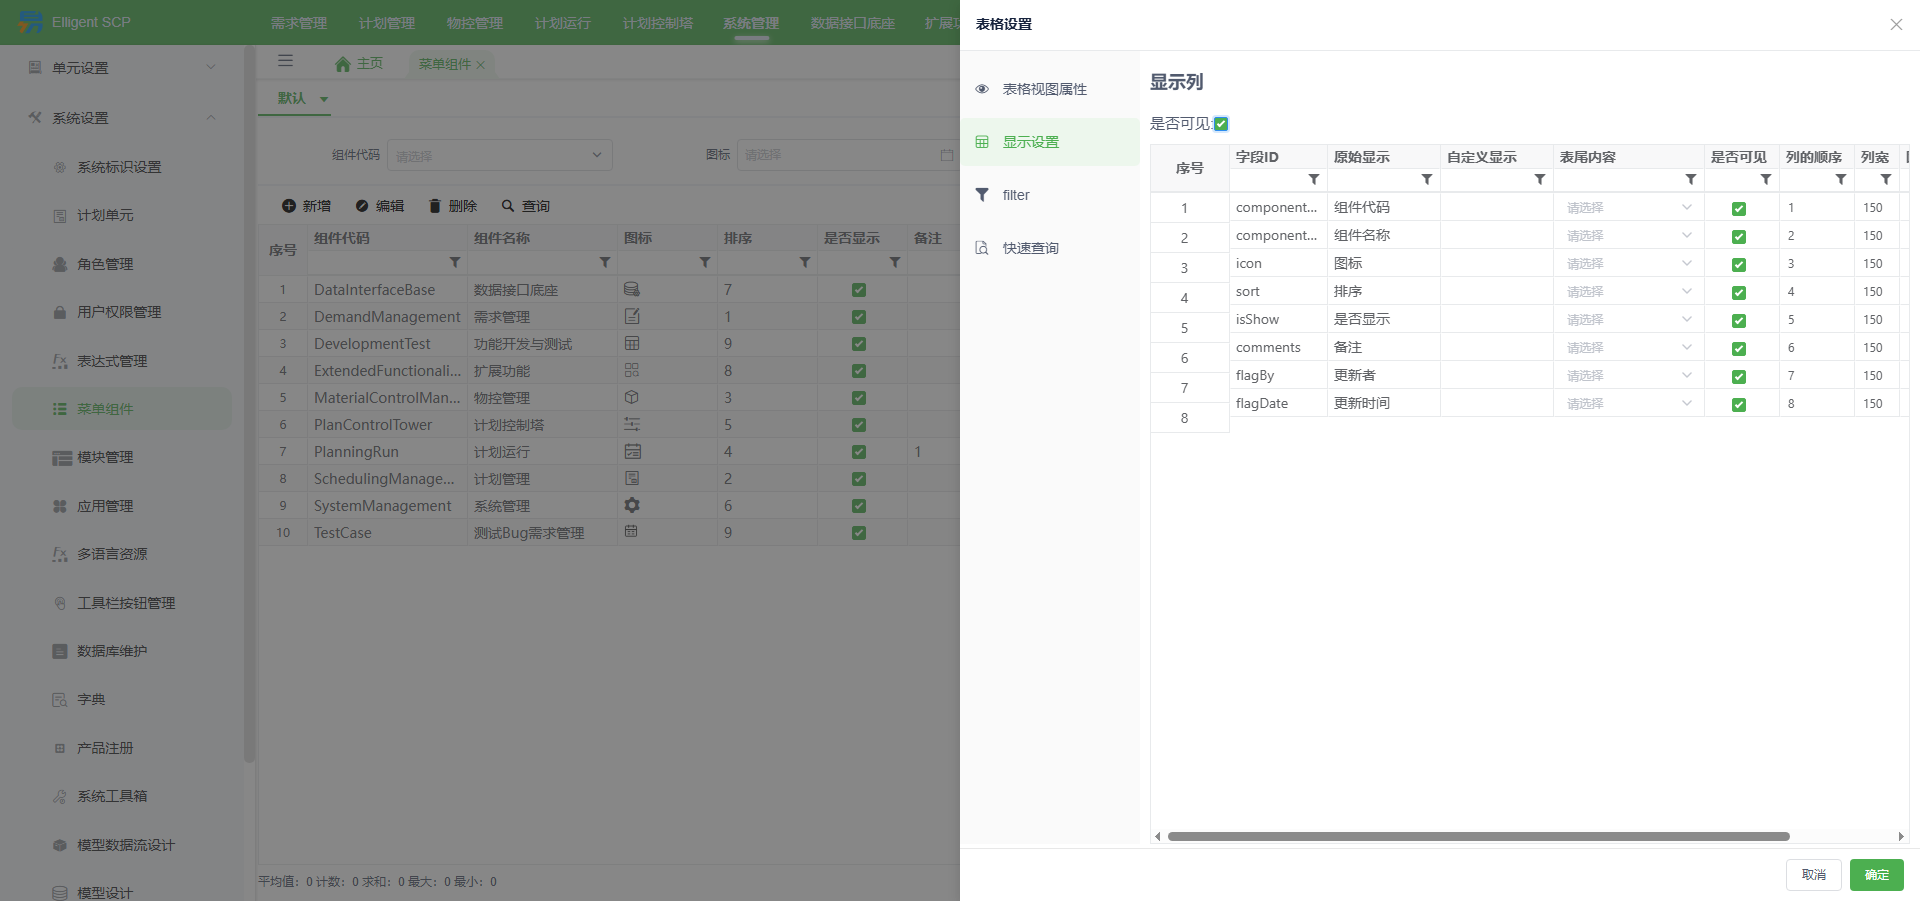 Elligent SCP
需求管理
计划管理
物控管理
计划运行
计划控制塔
系统管理
数据接口底座
单元设置
系统设置
系统标识设置
计划单元
角色管理
用户权限管理
表达式管理
菜单组件
模块管理
应用管理
多语言资源
工具栏按钮管理
数据库维护
字典
产品注册
系统工具箱
模型数据流设计
模型设计
主页
菜单组件
默认
组件代码 请选择
图标 请选择
新增 编辑 删除 查询
序号 组件代码 组件名称 图标 排序 是否显示 备注
1 DataInterfaceBase 数据接口底座 7
2 DemandManagement 需求管理 1
3 DevelopmentTest 功能开发与测试 9
4 ExtendedFunctionali... 扩展功能 8
5 MaterialControlMan... 物控管理 3
6 PlanControlTower 计划控制塔 5
7 PlanningRun 计划运行 4 1
8 SchedulingManage... 计划管理 2
9 SystemManagement 系统管理 6
10 TestCase 测试Bug需求管理 9
平均值: 0 计数: 0 求和: 0 最大: 0 最小: 0
表格设置
表格视图属性
显示设置
filter
快速查询
显示列
是否可见:
序号 字段ID 原始显示 自定义显示 表尾内容 是否可见 列的顺序 列宽
1 component... 组件代码 请选择 1 150
2 component... 组件名称 请选择 2 150
3 icon 图标 请选择 3 150
4 sort 排序 请选择 4 150
5 isShow 是否显示 请选择 5 150
6 comments 备注 请选择 6 150
7 flagBy 更新者 请选择 7 150
8 flagDate 更新时间 请选择 8 150
取消
确定